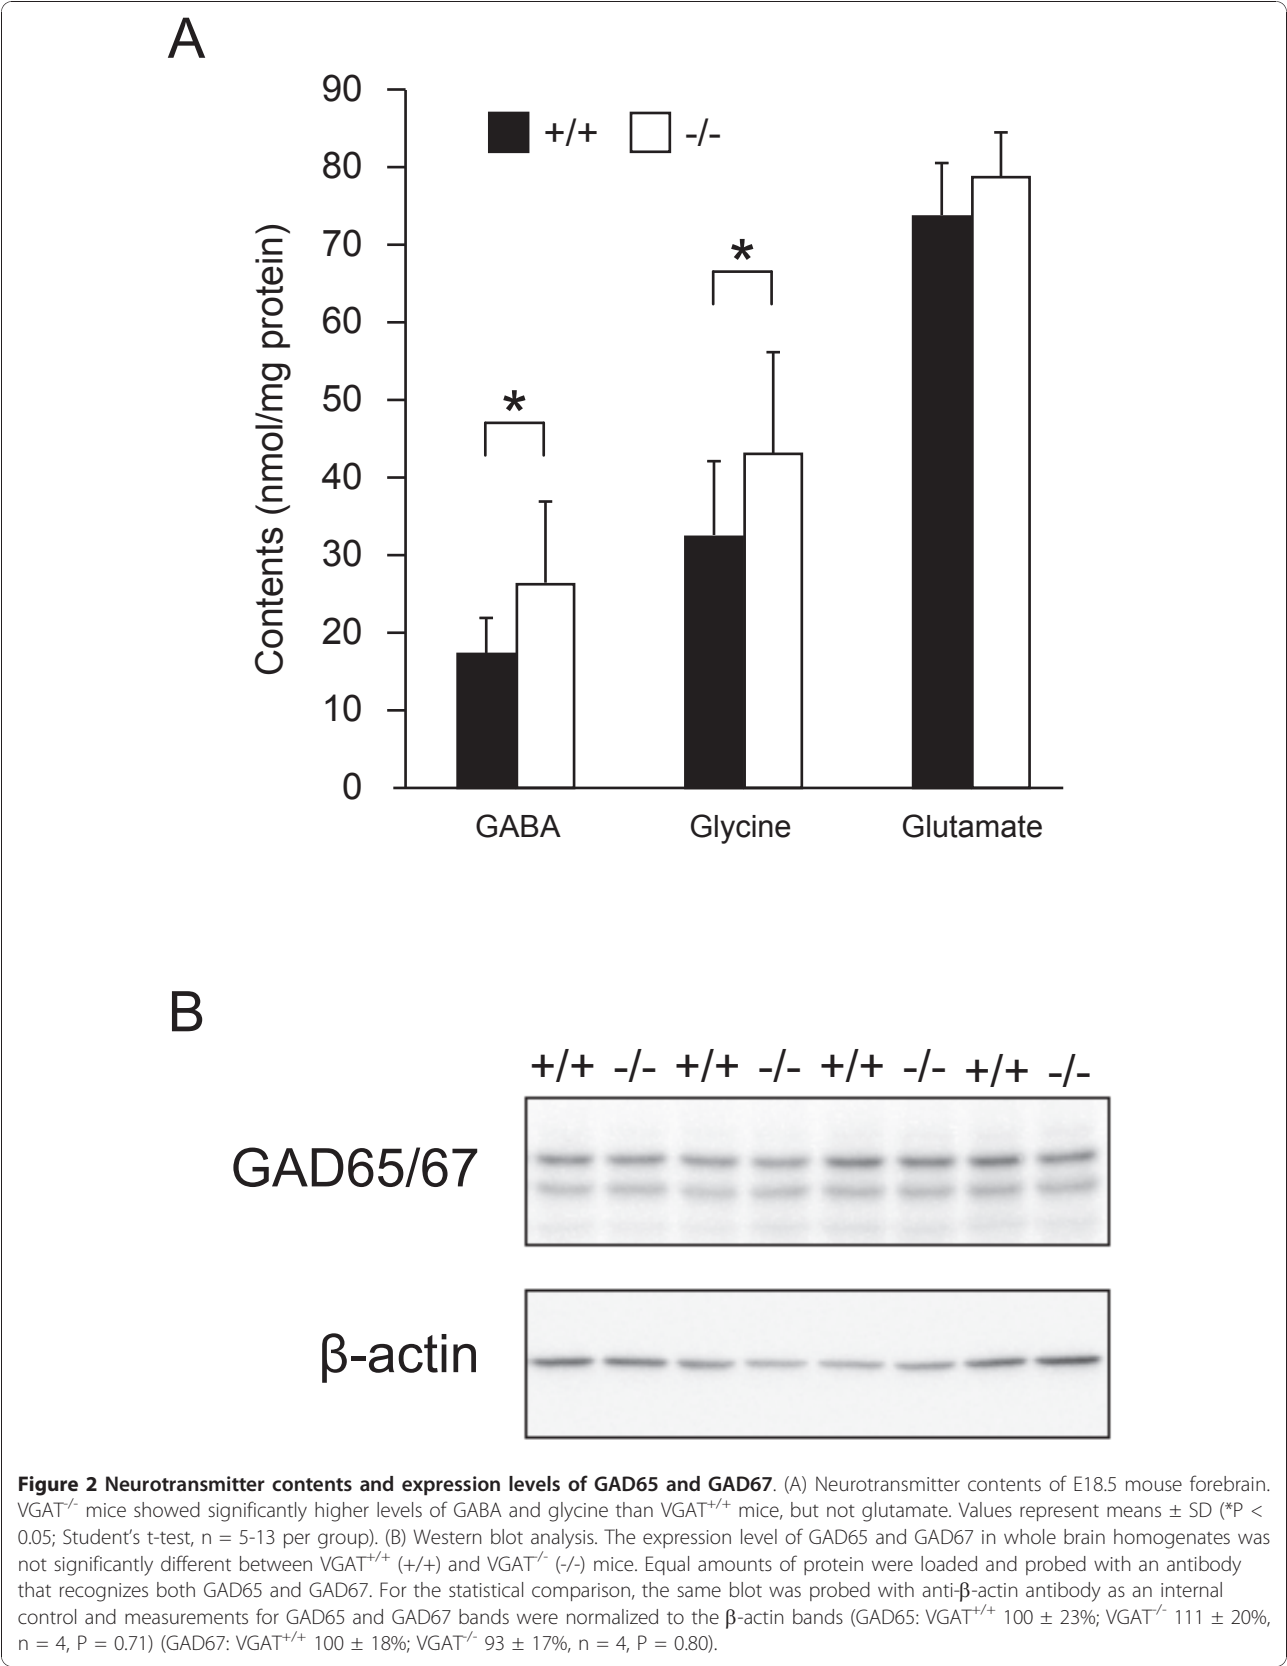 A
90
80
70
60
50
40
30
20
10
0
Contents (nmol/mg protein)
+/+ -/-
*
*
GABA Glycine Glutamate
B
+/+ -/- +/+ -/- +/+ -/- +/+ -/-
GAD65/67
β-actin
Figure 2 Neurotransmitter contents and expression levels of GAD65 and GAD67. (A) Neurotransmitter contents of E18.5 mouse forebrain.
VGAT-/- mice showed significantly higher levels of GABA and glycine than VGAT+/+ mice, but not glutamate. Values represent means ± SD (*P <
0.05; Student's t-test, n = 5-13 per group). (B) Western blot analysis. The expression level of GAD65 and GAD67 in whole brain homogenates was
not significantly different between VGAT+/+ (+/+) and VGAT-/- (-/-) mice. Equal amounts of protein were loaded and probed with an antibody
that recognizes both GAD65 and GAD67. For the statistical comparison, the same blot was probed with anti-β-actin antibody as an internal
control and measurements for GAD65 and GAD67 bands were normalized to the β-actin bands (GAD65: VGAT+/+ 100 ± 23%; VGAT-/- 111 ± 20%,
n = 4, P = 0.71) (GAD67: VGAT+/+ 100 ± 18%; VGAT-/- 93 ± 17%, n = 4, P = 0.80).